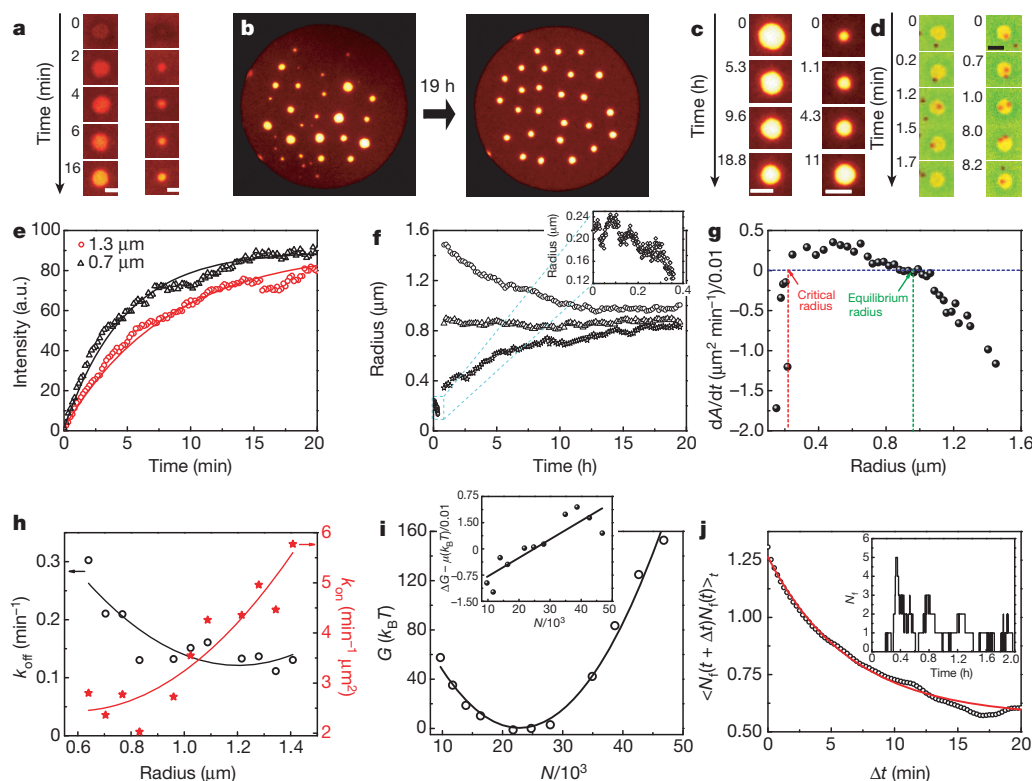 a
Time (min)
0
2
4
6
16
b
19 h
c
Time (h)
0
5.3
9.6
18.8
0
1.1
4.3
11
d
Time (min)
0
0.2
1.2
1.5
1.7
0
0.7
1.0
8.0
8.2
e
1.3 μm
0.7 μm
Intensity (a.u.)
100
90
80
70
60
50
40
30
20
10
0
0 5 10 15 20
Time (min)
f
Radius (μm)
1.6
1.2
0.8
0.4
0
0 4 8 12 16 20
Time (h)
Radius (μm)
0.24
0.20
0.16
0.12
0 0.2 0.4
g
dA/dt (μm² min⁻¹)/0.01
0.5
0
−0.5
−1.0
−1.5
−2.0
Critical
radius
Equilibrium
radius
0 0.4 0.8 1.2 1.6
Radius (μm)
h
k_off (min⁻¹)
0.3
0.2
0.1
0
0.6 0.8 1.0 1.2 1.4
Radius (μm)
6
5
4
3
2
k_on (min⁻¹ μm²)
i
G (k_BT)
160
120
80
40
0
0 10 20 30 40 50
N/10³
ΔG − μ(k_BT)/0.01
0.75
1.50
0
−0.75
−1.50
10 20 30 40 50
N/10³
j
<N_f(t + Δt)N_f(t)>_t
1.25
1.00
0.75
0.50
0 5 10 15 20
Δt (min)
N_f
5
4
3
2
1
0
0 0.4 0.8 1.2 1.6 2.0
Time (h)